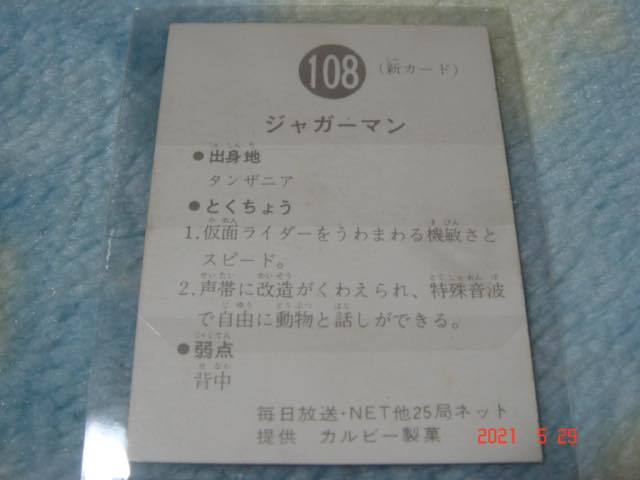 108 (新カード)
ジャガーマン
●出身地
タンザニア
●とくちょう
1.仮面ライダーをうわまわる機敏さと
スピード。
2.声帯に改造がくわえられ、特殊音波
で自由に動物と話しができる。
●弱点
背中
毎日放送・NET他25局ネット
提供 カルビー製菓
2021 5 29